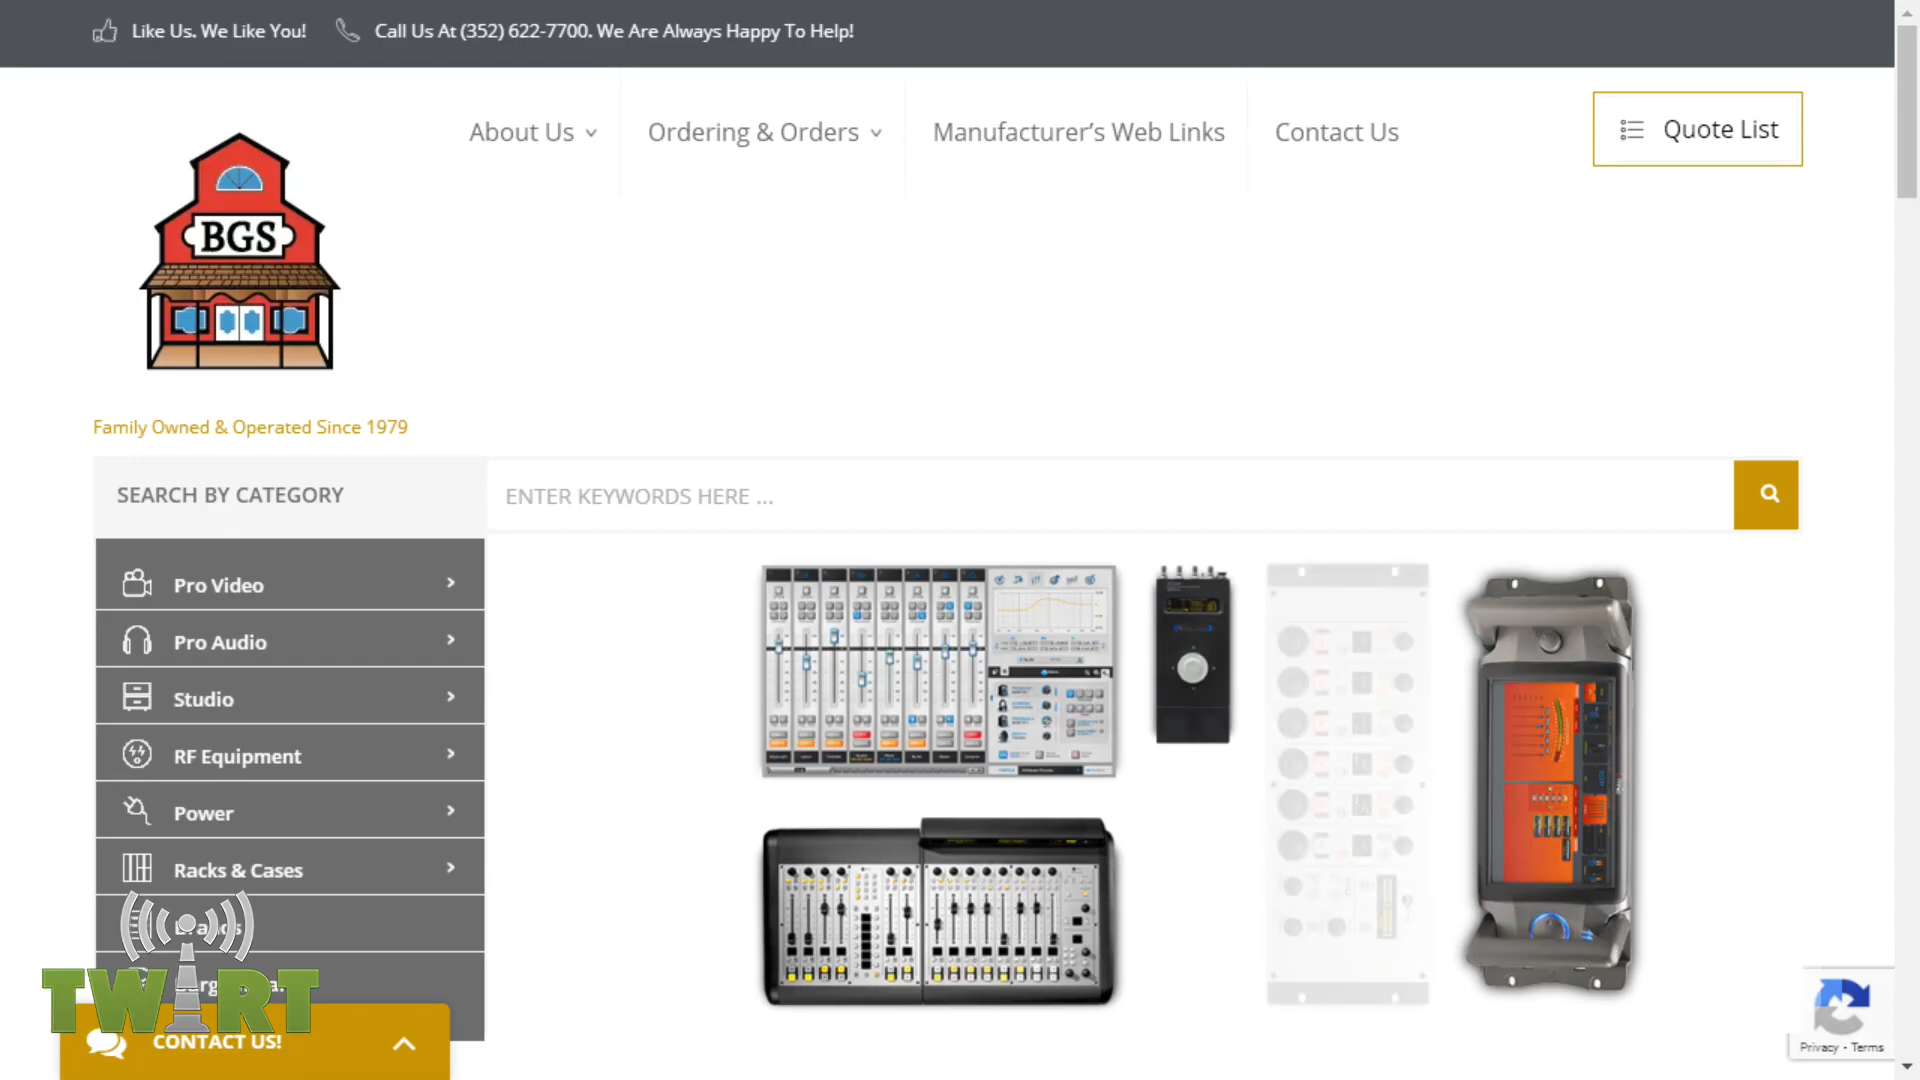 Like Us. We Like You!
Call Us At (352) 622-7700. We Are Always Happy To Help!
About Us
Ordering & Orders
Manufacturer's Web Links
Contact Us
Quote List
BGS
Family Owned & Operated Since 1979
SEARCH BY CATEGORY
ENTER KEYWORDS HERE ...
Pro Video
Pro Audio
Studio
RF Equipment
Power
Racks & Cases
TWiRT
CONTACT US!
Privacy - Terms